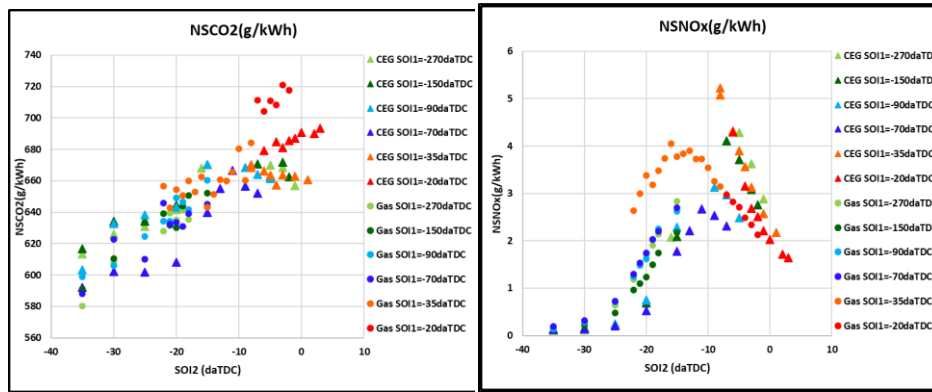 NSCO2(g/kWh)
NSCO2(g/kWh)
740
720
700
680
660
640
620
600
580
560
-40
-30
-20
-10
0
10
SOI2 (daTDC)
CEG SOI1=-270daTDC
CEG SOI1=-150daTDC
CEG SOI1=-90daTDC
CEG SOI1=-70daTDC
CEG SOI1=-35daTDC
CEG SOI1=-20daTDC
Gas SOI1=-270daTDC
Gas SOI1=-150daTDC
Gas SOI1=-90daTDC
Gas SOI1=-70daTDC
Gas SOI1=-35daTDC
Gas SOI1=-20daTDC
NSNOx(g/kWh)
NSNOx(g/kWh)
6
5
4
3
2
1
0
-40
-30
-20
-10
0
10
SOI2 (daTDC)
CEG SOI1=-270daTDC
CEG SOI1=-150daTDC
CEG SOI1=-90daTDC
CEG SOI1=-70daTDC
CEG SOI1=-35daTDC
CEG SOI1=-20daTDC
Gas SOI1=-270daTDC
Gas SOI1=-150daTDC
Gas SOI1=-90daTDC
Gas SOI1=-70daTDC
Gas SOI1=-35daTDC
Gas SOI1=-20daTDC